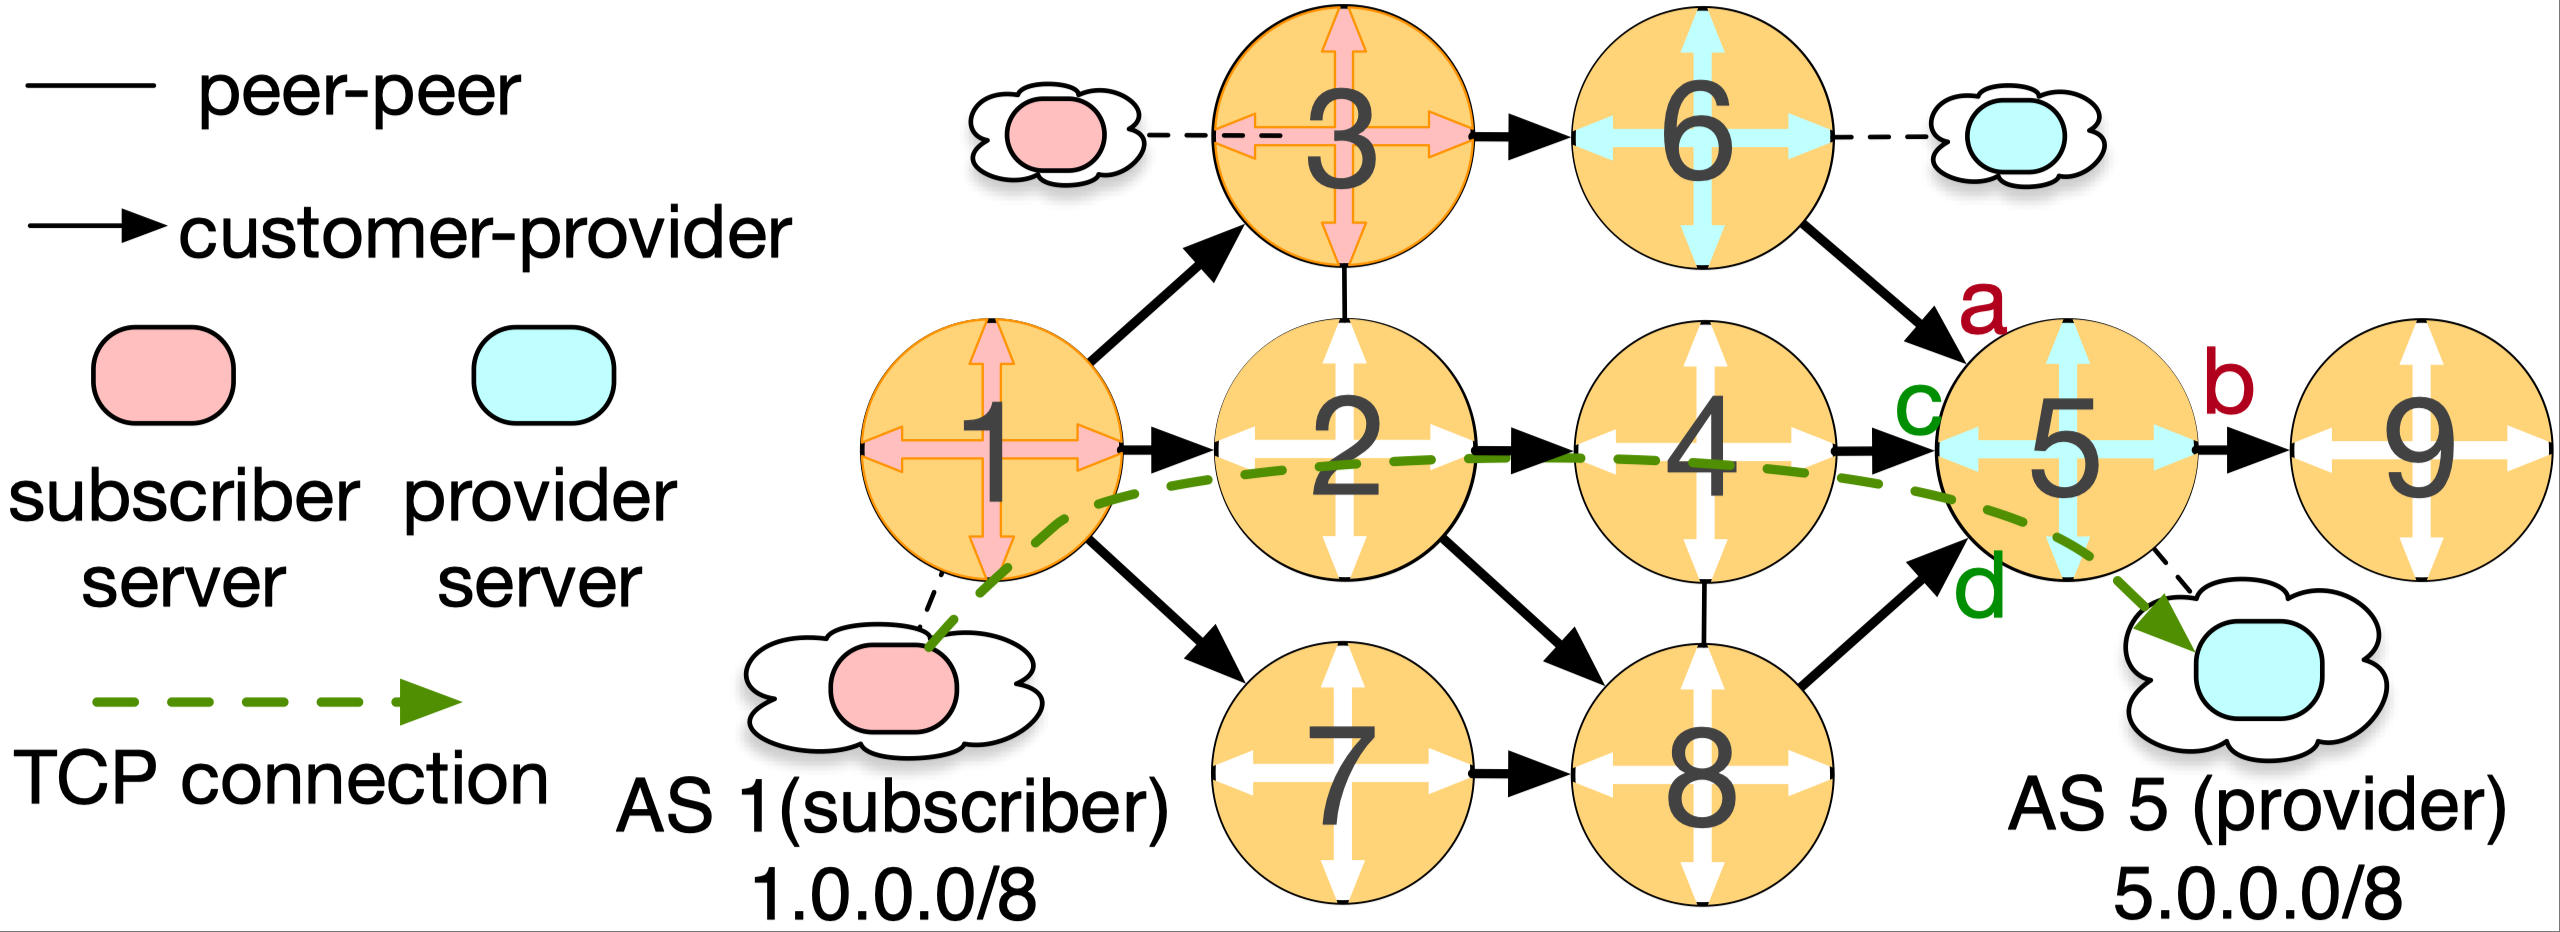 peer-peer
customer-provider
subscriber server
provider server
TCP connection
3
6
a
b
1
2
4
c
5
9
d
7
8
AS 1(subscriber)
1.0.0.0/8
AS 5 (provider)
5.0.0.0/8